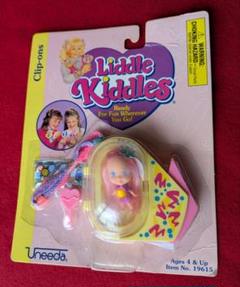 Clip-ons
Liddle
Kiddles
Ready
For Fun Wherever
You Go!
WARNING
CHOKING HAZARD
Uneeda
Ages 4 & Up
Item No. 19615